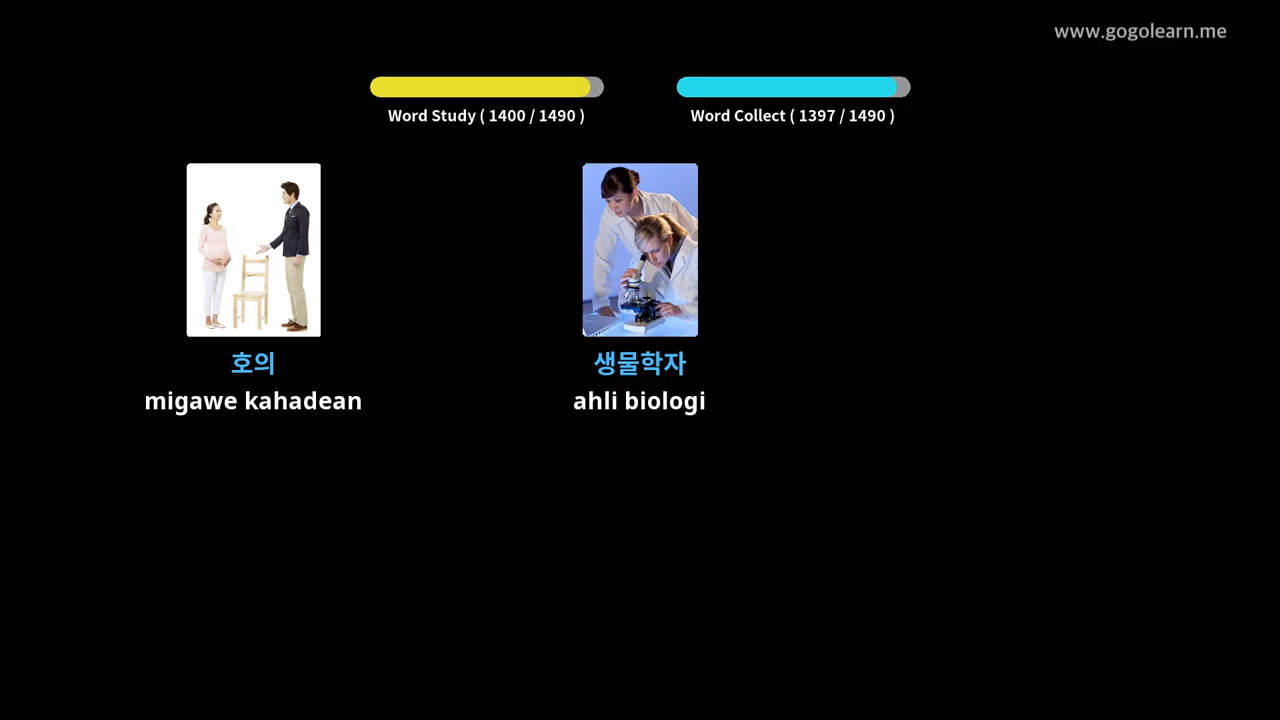 www.gogolearn.me
Word Study ( 1400 / 1490 )
Word Collect ( 1397 / 1490 )
호의
생물학자
migawe kahadean
ahli biologi